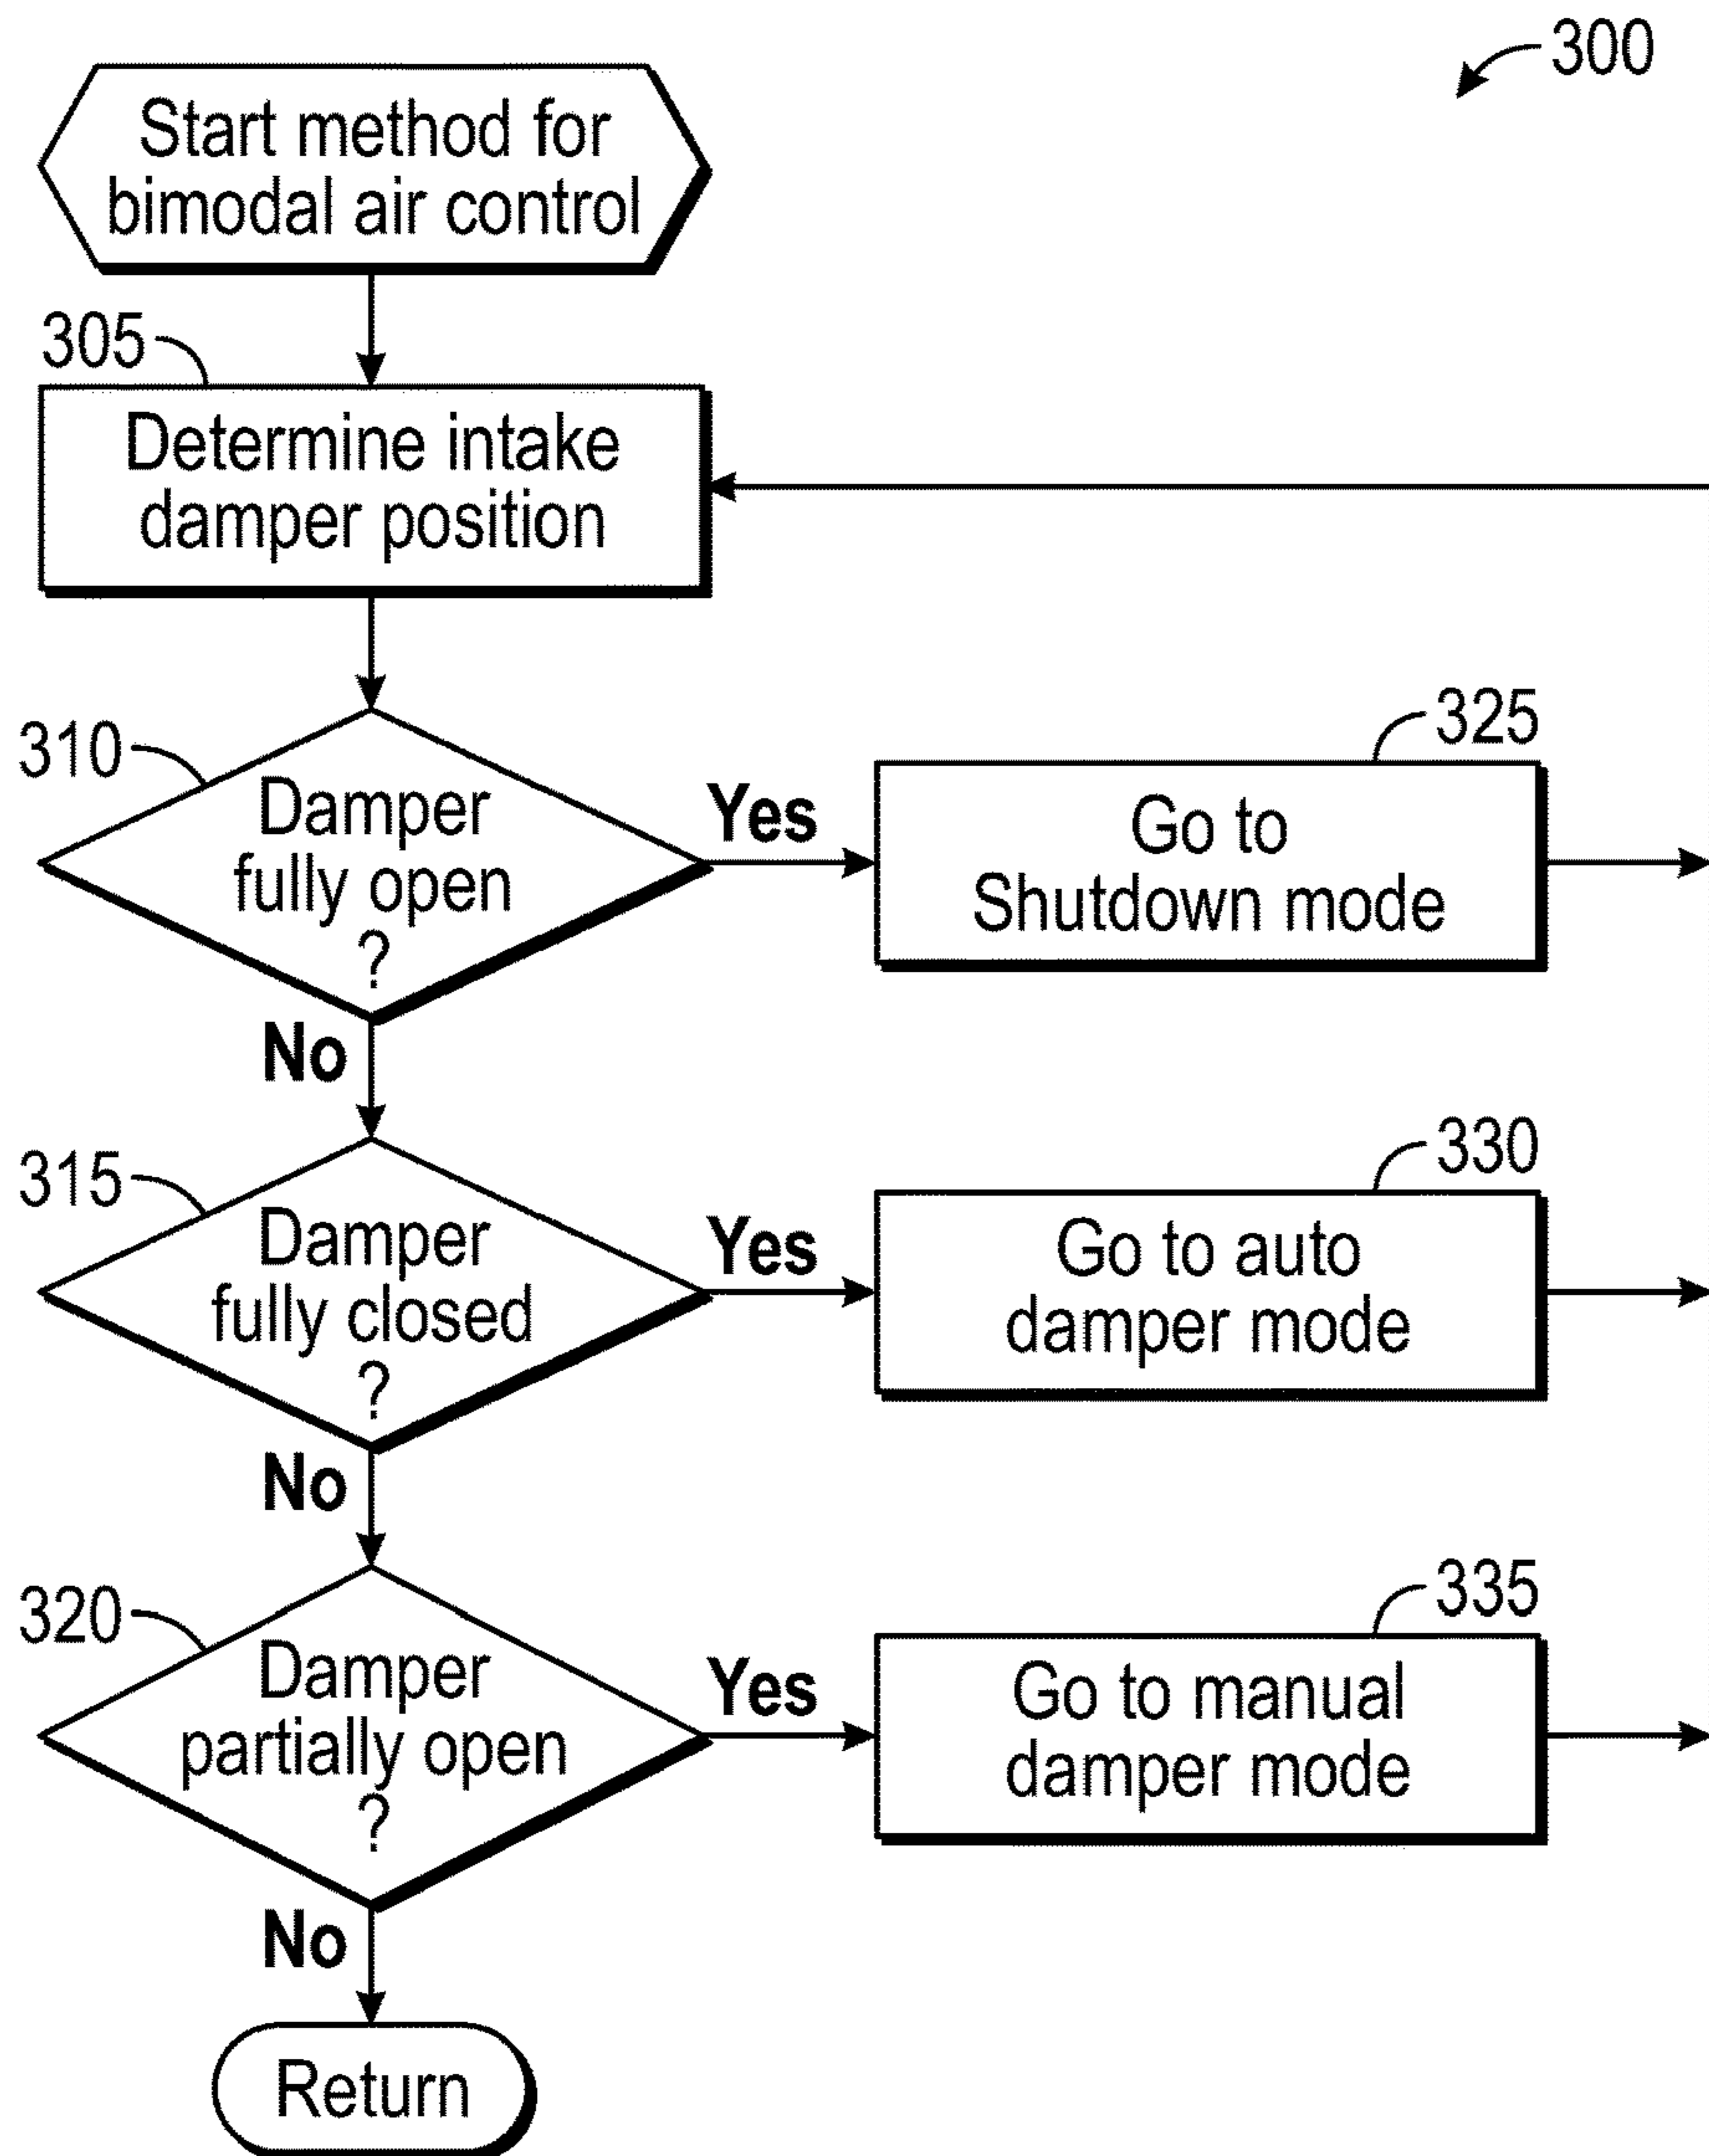 300
Start method for
bimodal air control
305
Determine intake
damper position
310
Damper
fully open
?
Yes
325
Go to
Shutdown mode
No
315
Damper
fully closed
?
Yes
330
Go to auto
damper mode
No
320
Damper
partially open
?
Yes
335
Go to manual
damper mode
No
Return